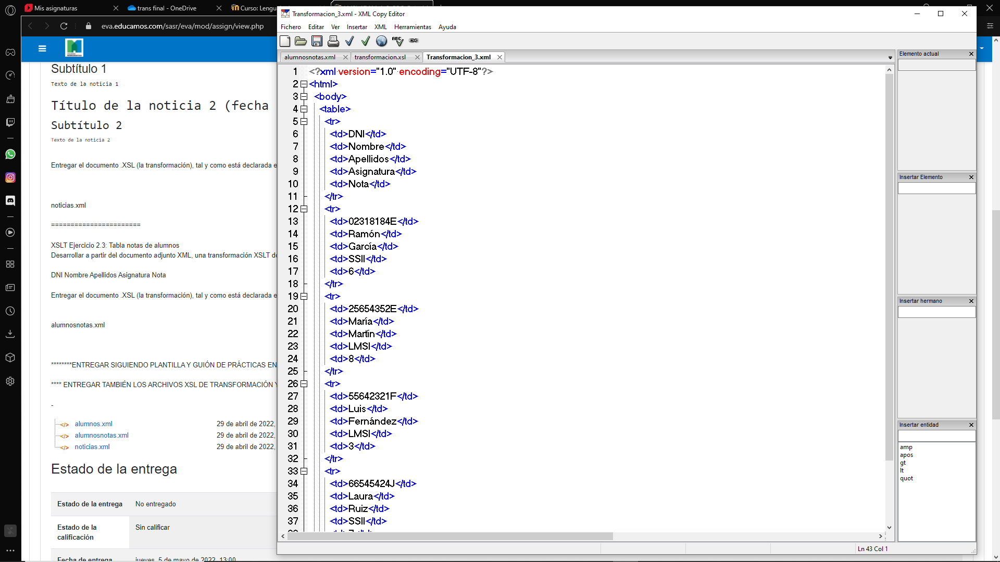 Mis asignaturas
trans final - OneDrive
Curso: Lengu
eva.educamos.com/sasr/eva/mod/assign/view.php
Subtítulo 1
Texto de la noticia 1
Título de la noticia 2 (fecha
Subtítulo 2
Texto de la noticia 2
Entregar el documento .XSL (la transformación), tal y como está declarada e
noticias.xml
=======================
XSLT Ejercicio 2.3: Tabla notas de alumnos
Desarrollar a partir del documento adjunto XML, una transformación XSLT de
DNI Nombre Apellidos Asignatura Nota
Entregar el documento .XSL (la transformación), tal y como está declarada e
alumnosnotas.xml
********ENTREGAR SIGUIENDO PLANTILLA Y GUIÓN DE PRÁCTICAS EN
**** ENTREGAR TAMBIÉN LOS ARCHIVOS XSL DE TRANSFORMACIÓN Y
-
alumnos.xml 29 de abril de 2022,
alumnosnotas.xml 29 de abril de 2022,
noticias.xml 29 de abril de 2022,
Estado de la entrega
Estado de la entrega No entregado
Estado de la calificación Sin calificar
Fecha de entrega jueves, 5 de mayo de 2022, 13:00
Transformacion_3.xml - XML Copy Editor
Fichero Editar Ver Insertar XML Herramientas Ayuda
ABC
alumnosnotas.xml transformacion.xsl Transformacion_3.xml
1 <?xml version="1.0" encoding="UTF-8"?>
2 <html>
3 <body>
4 <table>
5 <tr>
6 <td>DNI</td>
7 <td>Nombre</td>
8 <td>Apellidos</td>
9 <td>Asignatura</td>
10 <td>Nota</td>
11 </tr>
12 <tr>
13 <td>02318184E</td>
14 <td>Ramón</td>
15 <td>García</td>
16 <td>SSII</td>
17 <td>6</td>
18 </tr>
19 <tr>
20 <td>25654352E</td>
21 <td>María</td>
22 <td>Martín</td>
23 <td>LMSI</td>
24 <td>8</td>
25 </tr>
26 <tr>
27 <td>55642321F</td>
28 <td>Luis</td>
29 <td>Fernández</td>
30 <td>LMSI</td>
31 <td>3</td>
32 </tr>
33 <tr>
34 <td>66545424J</td>
35 <td>Laura</td>
36 <td>Ruiz</td>
37 <td>SSII</td>
Elemento actual
Insertar Elemento
Insertar hermano
Insertar entidad
amp
apos
gt
lt
quot
Ln 43 Col 1